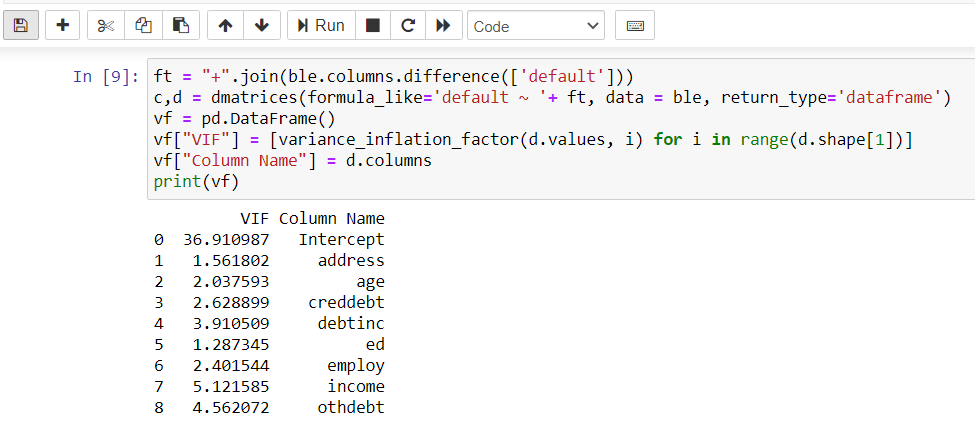 Run Code
In [9]: ft = "+".join(ble.columns.difference(['default']))
c,d = dmatrices(formula_like='default ~ '+ ft, data = ble, return_type='dataframe')
vf = pd.DataFrame()
vf["VIF"] = [variance_inflation_factor(d.values, i) for i in range(d.shape[1])]
vf["Column Name"] = d.columns
print(vf)
VIF Column Name
0 36.910987 Intercept
1 1.561802 address
2 2.037593 age
3 2.628899 creddebt
4 3.910509 debtinc
5 1.287345 ed
6 2.401544 employ
7 5.121585 income
8 4.562072 othdebt